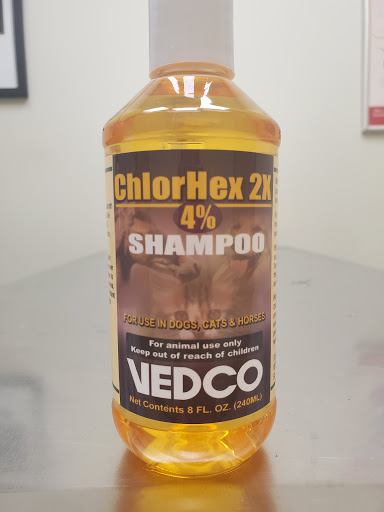 ChlorHex 2X
4%
SHAMPOO
FOR USE IN DOGS, CATS & HORSES
For animal use only
Keep out of reach of children
VEDCO
Net Contents 8 FL. OZ. (240ML)